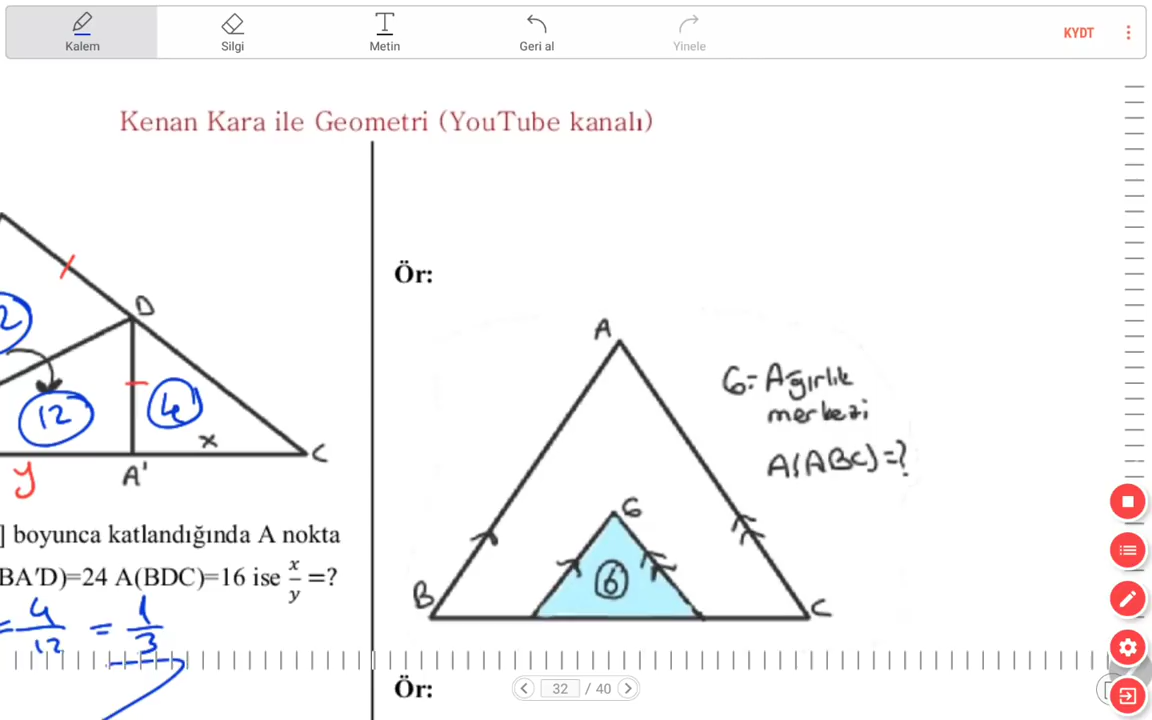 Kalem
Silgi
Metin
Geri al
Yinele
KYDT
Kenan Kara ile Geometri (YouTube kanalı)
2
D
12
4
x
C
y
A'
] boyunca katlandığında A nokta
BA'D)=24 A(BDC)=16 ise x/y =?
= 4/12 = 1/3
Ör:
A
G = Ağırlık
merkezi
A(ABC)=?
G
6
B
C
32 / 40
Ör: